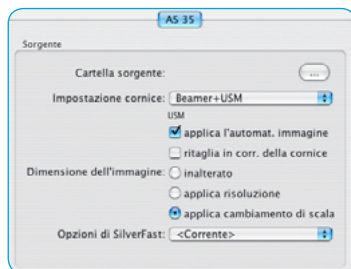 AS 35
Sorgente
Cartella sorgente: ...
Impostazione cornice: Beamer+USM
USM
applica l'automat. immagine
ritaglia in corr. della cornice
Dimensione dell'immagine: inalterato
applica risoluzione
applica cambiamento di scala
Opzioni di SilverFast: <Corrente>